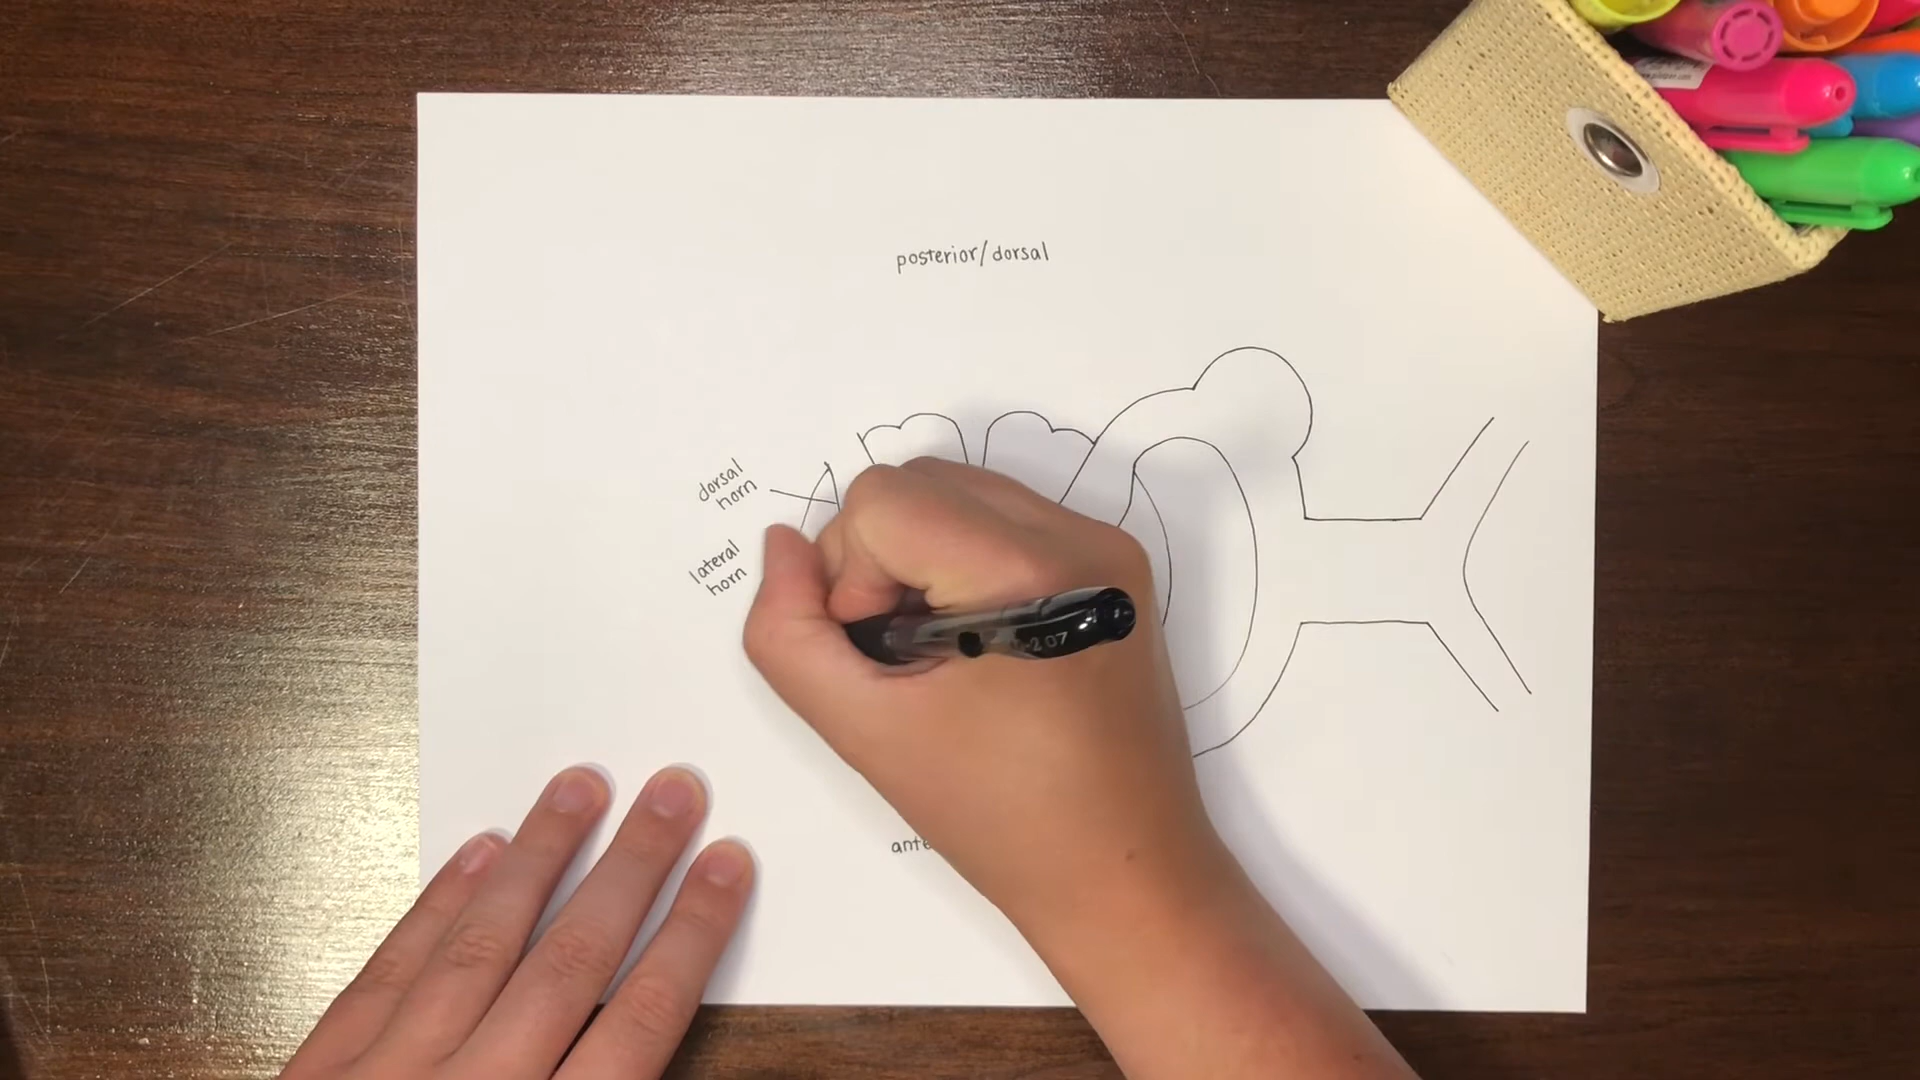 posterior/dorsal
dorsal
horn
lateral
horn